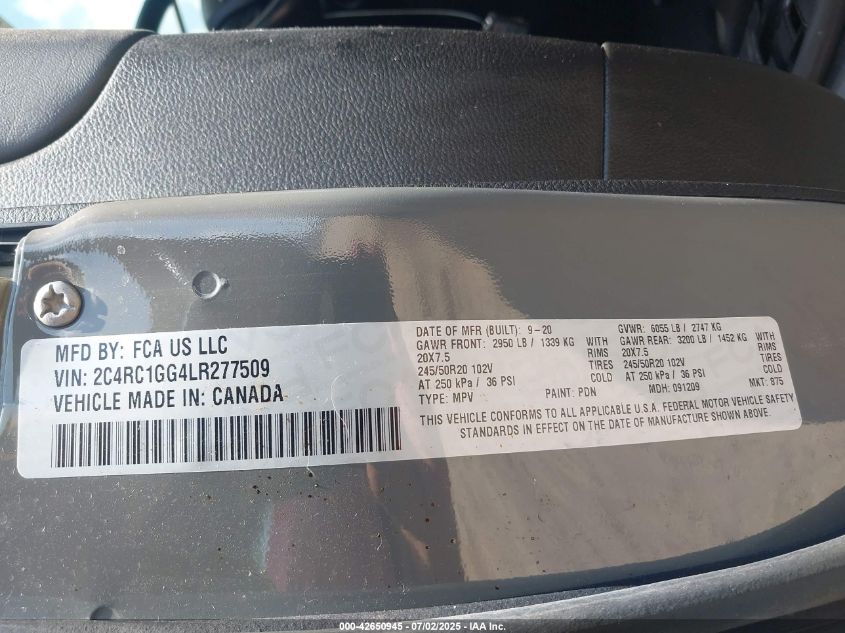 MFD BY: FCA US LLC
VIN: 2C4RC1GG4LR277509
VEHICLE MADE IN: CANADA
DATE OF MFR (BUILT): 9-20 GVWR: 6055 LB / 2747 KG
GAWR FRONT: 2950 LB / 1339 KG WITH GAWR REAR: 3200 LB / 1452 KG WITH
20X7.5 RIMS 20X7.5 RIMS
245/50R20 102V TIRES 245/50R20 102V TIRES
AT 250 kPa / 36 PSI COLD AT 250 kPa / 36 PSI COLD
TYPE: MPV PAINT: PDN MDH: 091209 MKT: 875
THIS VEHICLE CONFORMS TO ALL APPLICABLE U.S.A. FEDERAL MOTOR VEHICLE SAFETY
STANDARDS IN EFFECT ON THE DATE OF MANUFACTURE SHOWN ABOVE.
000-42650945 - 07/02/2025 - IAA Inc.